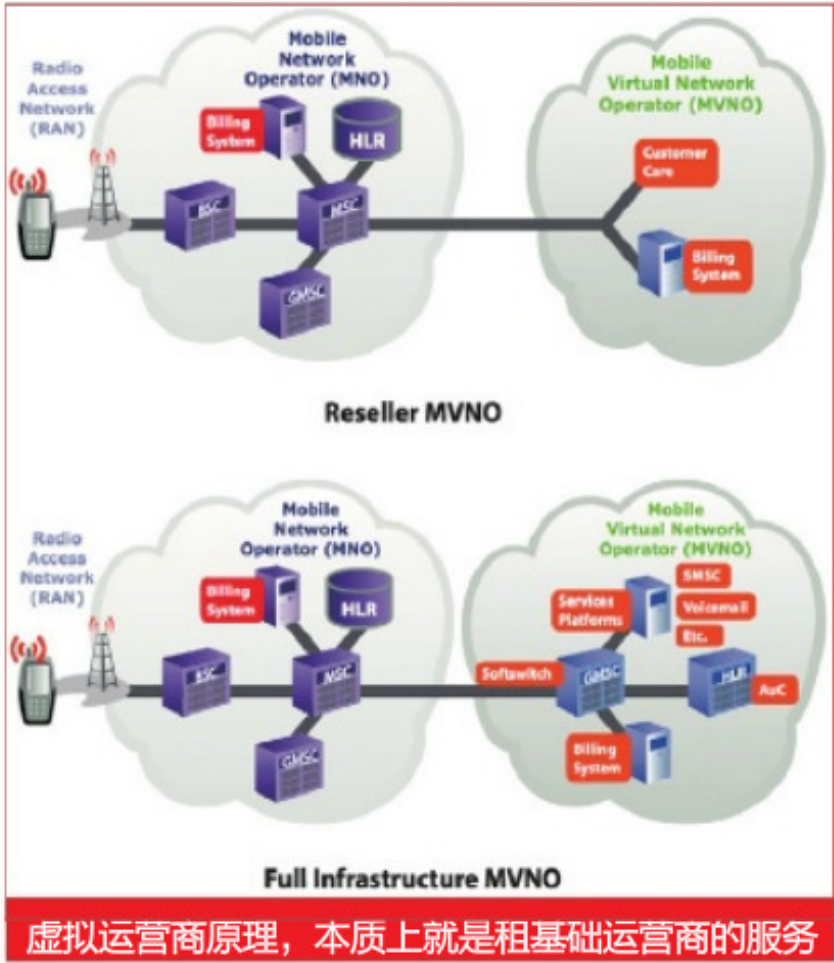 Mobile
Network
Operator (MNO)
Radio
Access
Network
(RAN)
Billing
System
HLR
BSC
MSC
GMSC
Mobile
Virtual Network
Operator (MVNO)
Customer
Care
Billing
System
Reseller MVNO
Mobile
Network
Operator (MNO)
Radio
Access
Network
(RAN)
Billing
System
HLR
BSC
MSC
GMSC
Mobile
Virtual Network
Operator (MVNO)
SMSC
Services
Platforms
Voicemail
Etc.
Softswitch
GMSC
HLR
AuC
Billing
System
Full Infrastructure MVNO
虚拟运营商原理，本质上就是租基础运营商的服务